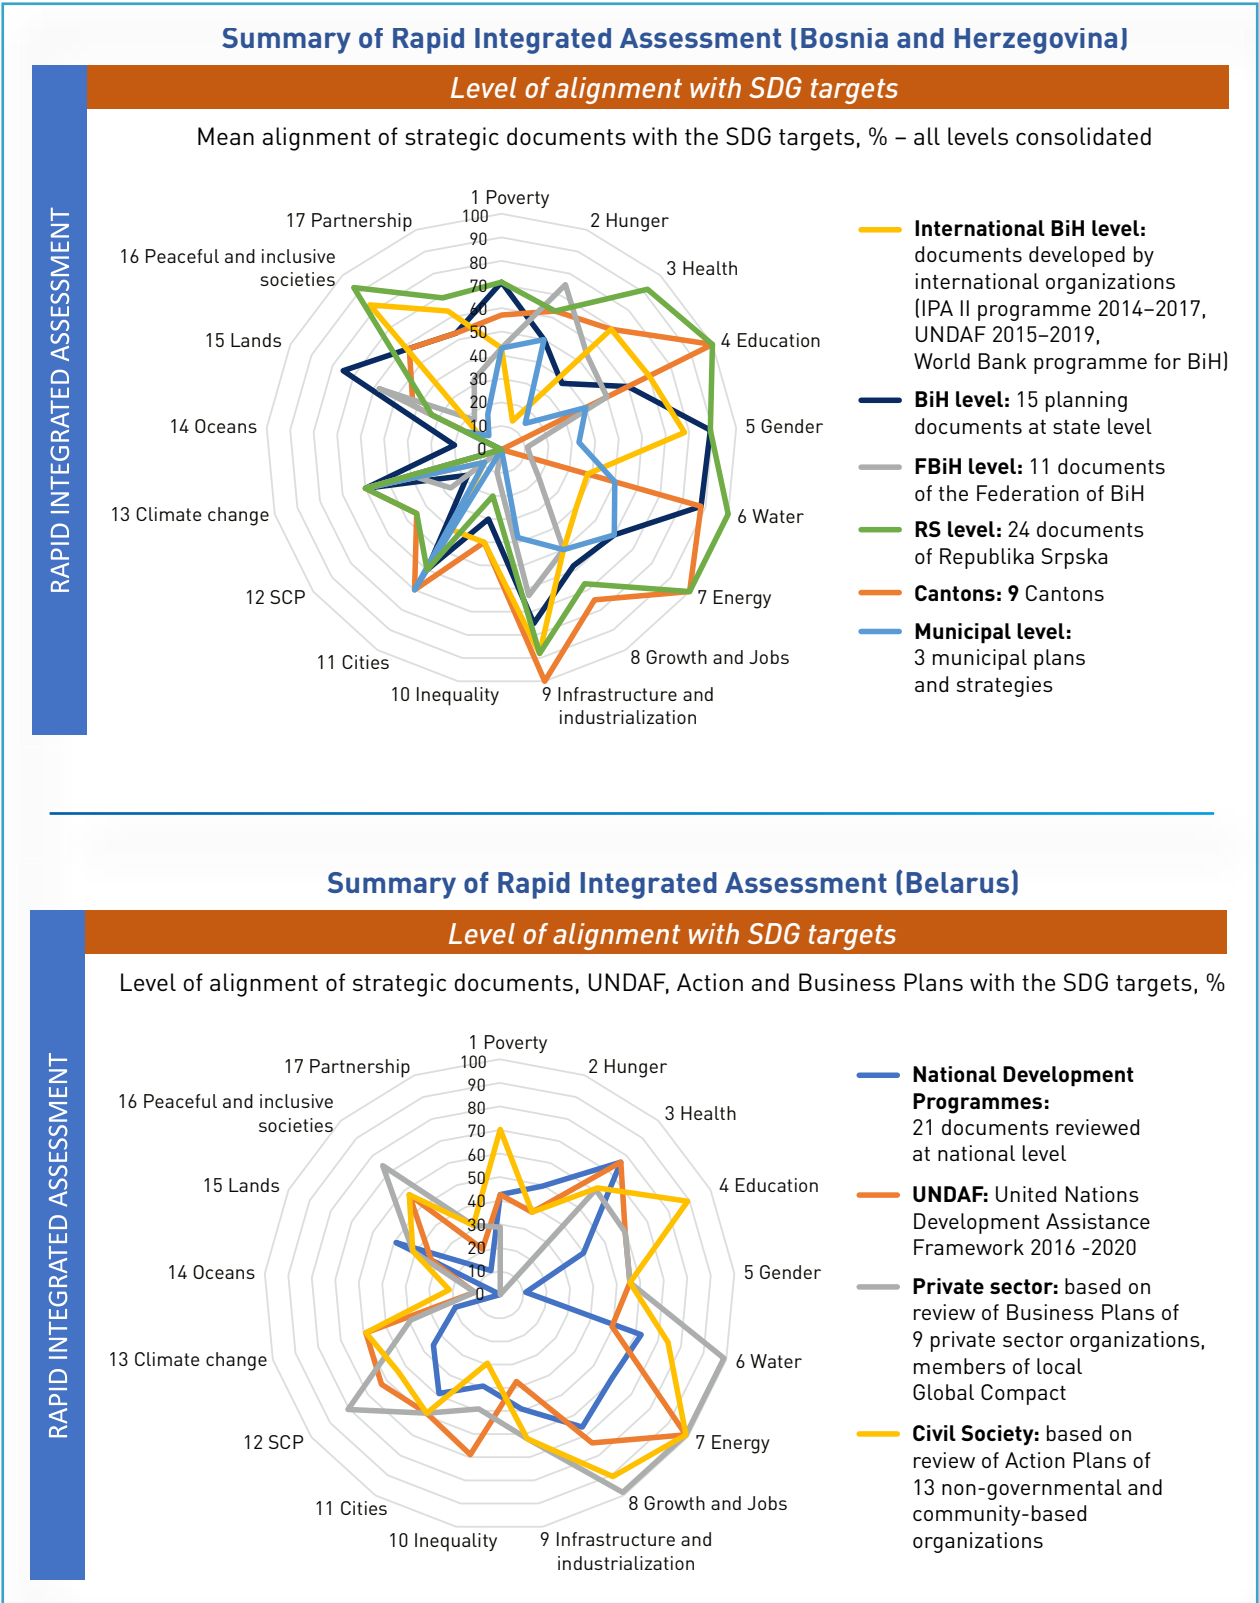 Summary of Rapid Integrated Assessment (Bosnia and Herzegovina)
RAPID INTEGRATED ASSESSMENT
Level of alignment with SDG targets
Mean alignment of strategic documents with the SDG targets, % – all levels consolidated
1 Poverty
2 Hunger
3 Health
4 Education
5 Gender
6 Water
7 Energy
8 Growth and Jobs
9 Infrastructure and
industrialization
10 Inequality
11 Cities
12 SCP
13 Climate change
14 Oceans
15 Lands
16 Peaceful and inclusive
societies
17 Partnership
100
90
80
70
60
50
40
30
20
10
0
International BiH level:
documents developed by
international organizations
(IPA II programme 2014–2017,
UNDAF 2015–2019,
World Bank programme for BiH)
BiH level: 15 planning
documents at state level
FBiH level: 11 documents
of the Federation of BiH
RS level: 24 documents
of Republika Srpska
Cantons: 9 Cantons
Municipal level:
3 municipal plans
and strategies
Summary of Rapid Integrated Assessment (Belarus)
RAPID INTEGRATED ASSESSMENT
Level of alignment with SDG targets
Level of alignment of strategic documents, UNDAF, Action and Business Plans with the SDG targets, %
1 Poverty
2 Hunger
3 Health
4 Education
5 Gender
6 Water
7 Energy
8 Growth and Jobs
9 Infrastructure and
industrialization
10 Inequality
11 Cities
12 SCP
13 Climate change
14 Oceans
15 Lands
16 Peaceful and inclusive
societies
17 Partnership
100
90
80
70
60
50
40
30
20
10
0
National Development
Programmes:
21 documents reviewed
at national level
UNDAF: United Nations
Development Assistance
Framework 2016 -2020
Private sector: based on
review of Business Plans of
9 private sector organizations,
members of local
Global Compact
Civil Society: based on
review of Action Plans of
13 non-governmental and
community-based
organizations